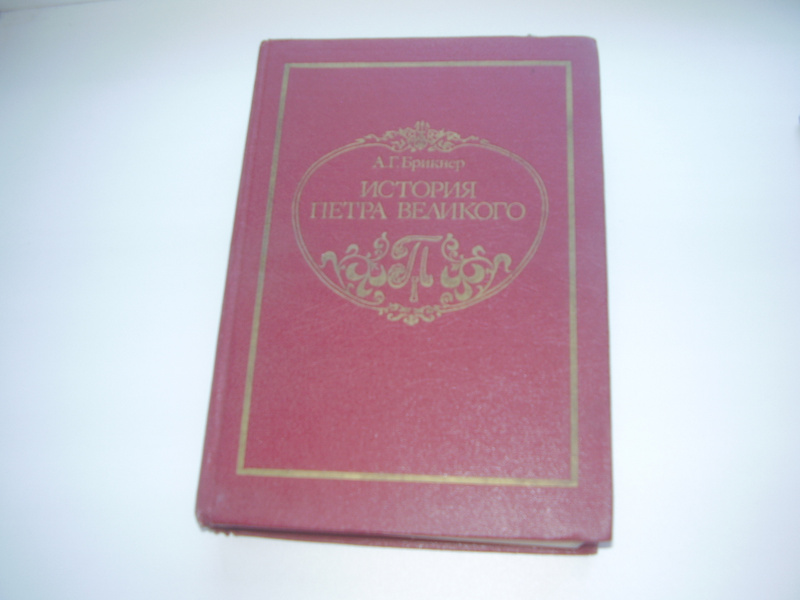 А. Г. Брикнер
ИСТОРИЯ
ПЕТРА ВЕЛИКОГО
П I